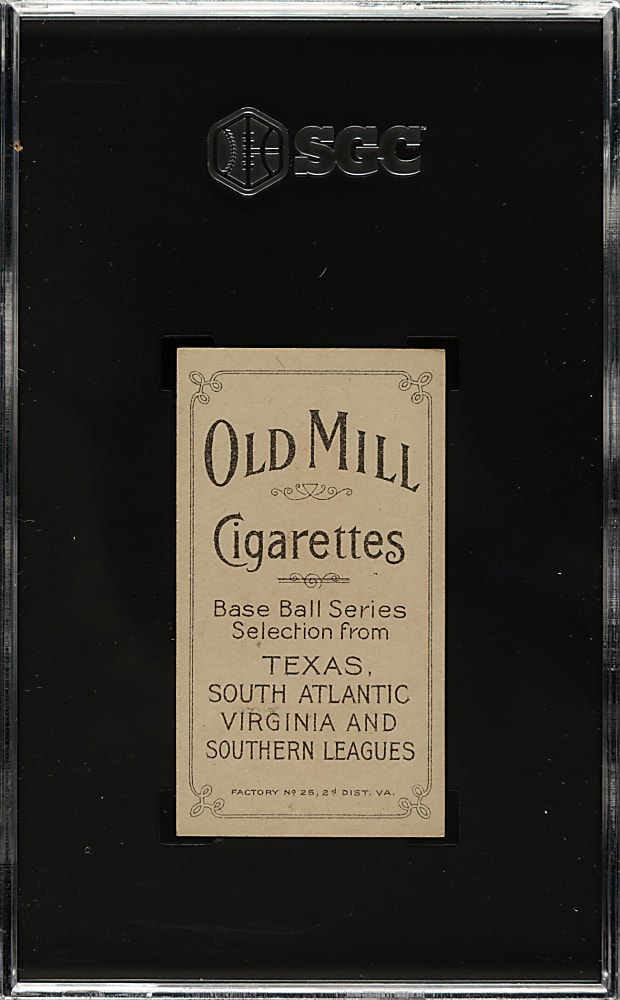 SGC
OLD MILL
Cigarettes
Base Ball Series
Selection from
TEXAS,
SOUTH ATLANTIC
VIRGINIA AND
SOUTHERN LEAGUES
FACTORY Nº 25, 2ᵈ DIST. VA.